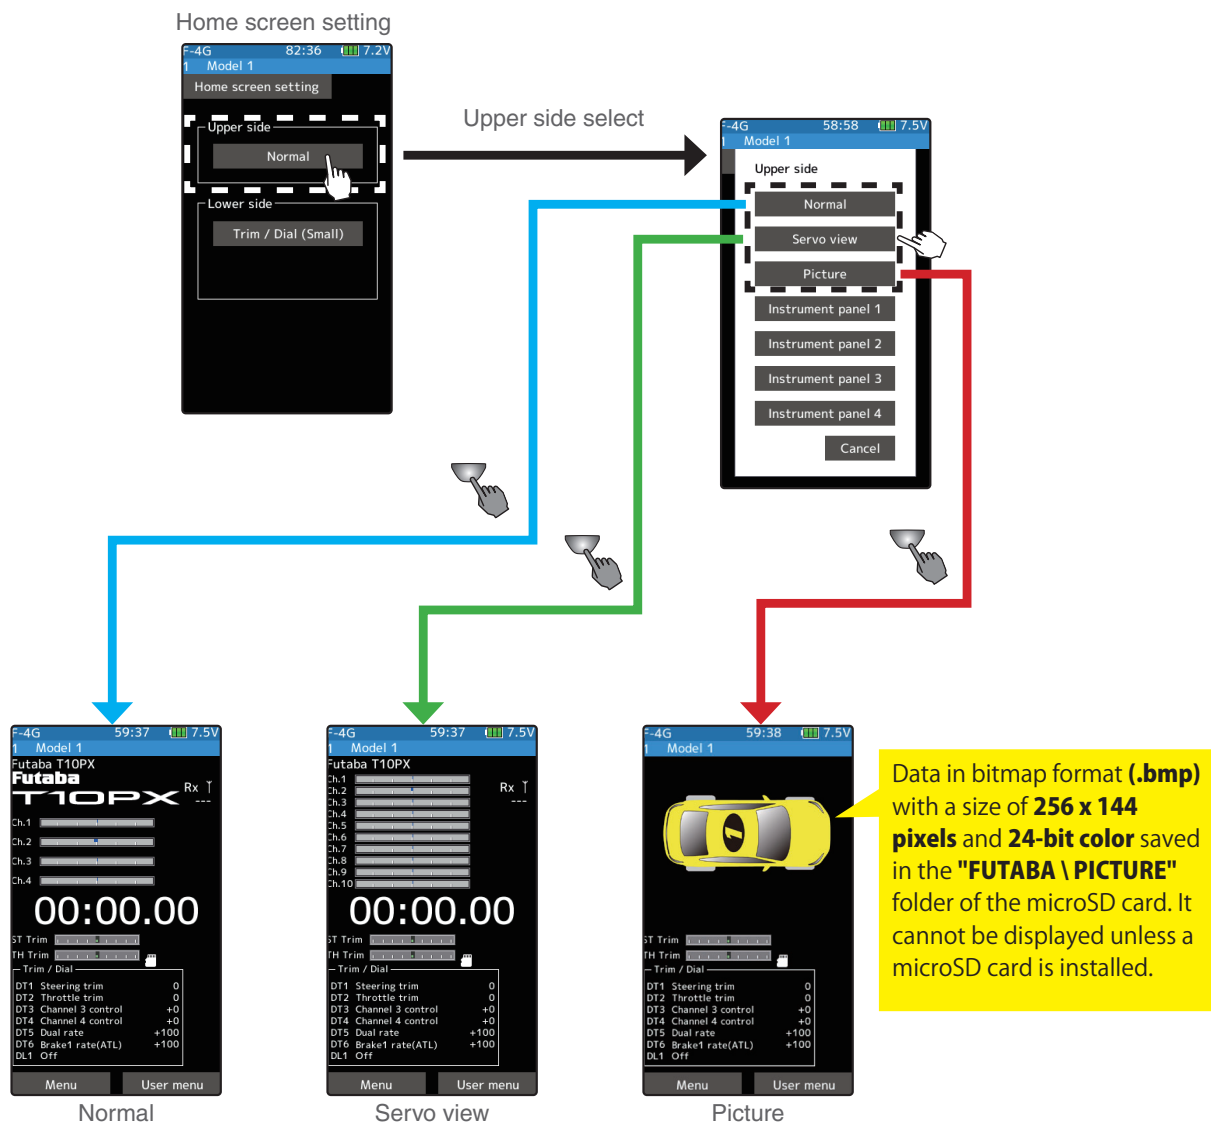 Home screen setting
F-4G 82:36 7.2V
1 Model 1
Home screen setting
Upper side
Normal
Lower side
Trim / Dial (Small)
Upper side select
F-4G 58:58 7.5V
1 Model 1
Upper side
Normal
Servo view
Picture
Instrument panel 1
Instrument panel 2
Instrument panel 3
Instrument panel 4
Cancel
F-4G 59:37 7.5V
1 Model 1
Futaba T10PX
Futaba
T10PX
Rx
---
Ch.1
Ch.2
Ch.3
Ch.4
00:00.00
ST Trim
TH Trim
Trim / Dial
DT1 Steering trim 0
DT2 Throttle trim 0
DT3 Channel 3 control +0
DT4 Channel 4 control +0
DT5 Dual rate +100
DT6 Brake1 rate(ATL) +100
DL1 Off
Menu User menu
Normal
F-4G 59:37 7.5V
1 Model 1
Futaba T10PX
Rx
---
Ch.1
Ch.2
Ch.3
Ch.4
Ch.5
Ch.6
Ch.7
Ch.8
Ch.9
Ch.10
00:00.00
ST Trim
TH Trim
Trim / Dial
DT1 Steering trim 0
DT2 Throttle trim 0
DT3 Channel 3 control +0
DT4 Channel 4 control +0
DT5 Dual rate +100
DT6 Brake1 rate(ATL) +100
DL1 Off
Menu User menu
Servo view
F-4G 59:38 7.5V
1 Model 1
1
ST Trim
TH Trim
Trim / Dial
DT1 Steering trim 0
DT2 Throttle trim 0
DT3 Channel 3 control +0
DT4 Channel 4 control +0
DT5 Dual rate +100
DT6 Brake1 rate(ATL) +100
DL1 Off
Menu User menu
Picture
Data in bitmap format (.bmp)
with a size of 256 x 144
pixels and 24-bit color saved
in the "FUTABA \ PICTURE"
folder of the microSD card. It
cannot be displayed unless a
microSD card is installed.